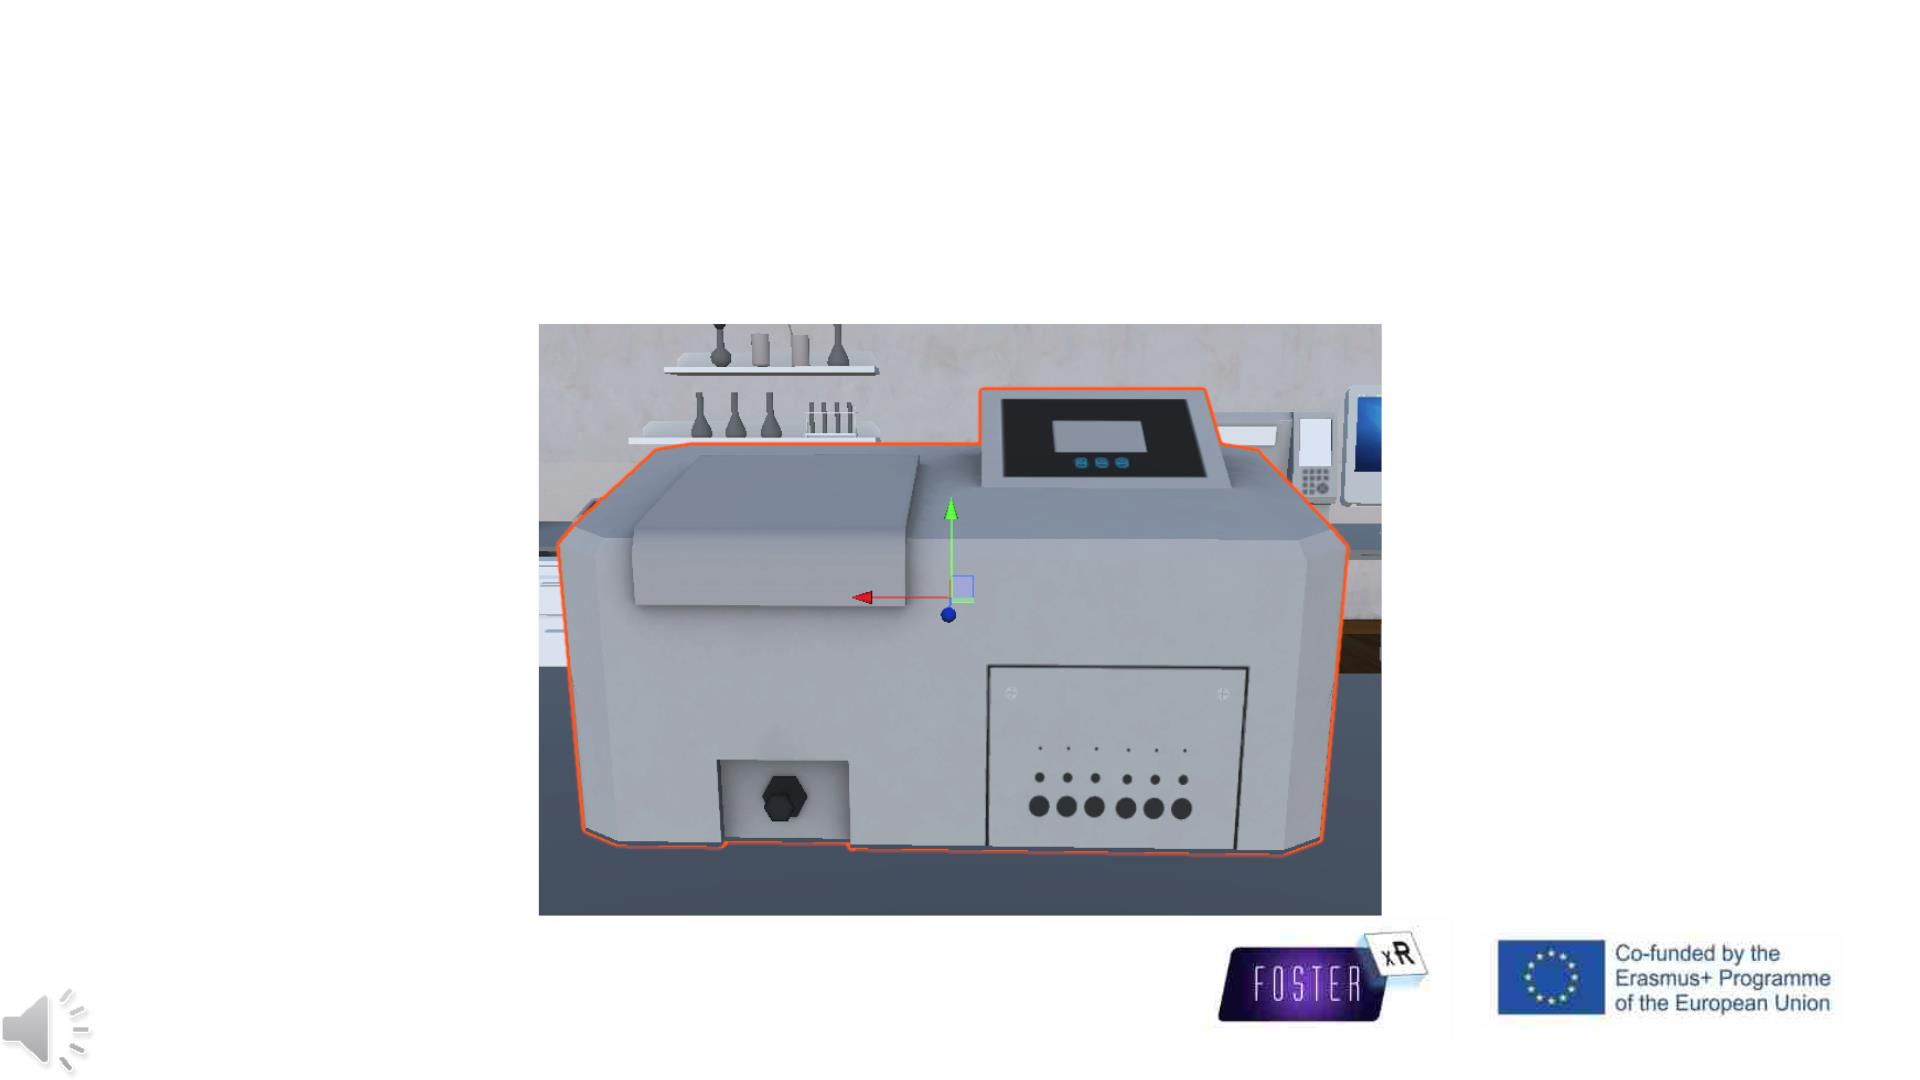 FOSTER
xR
Co-funded by the
Erasmus+ Programme
of the European Union